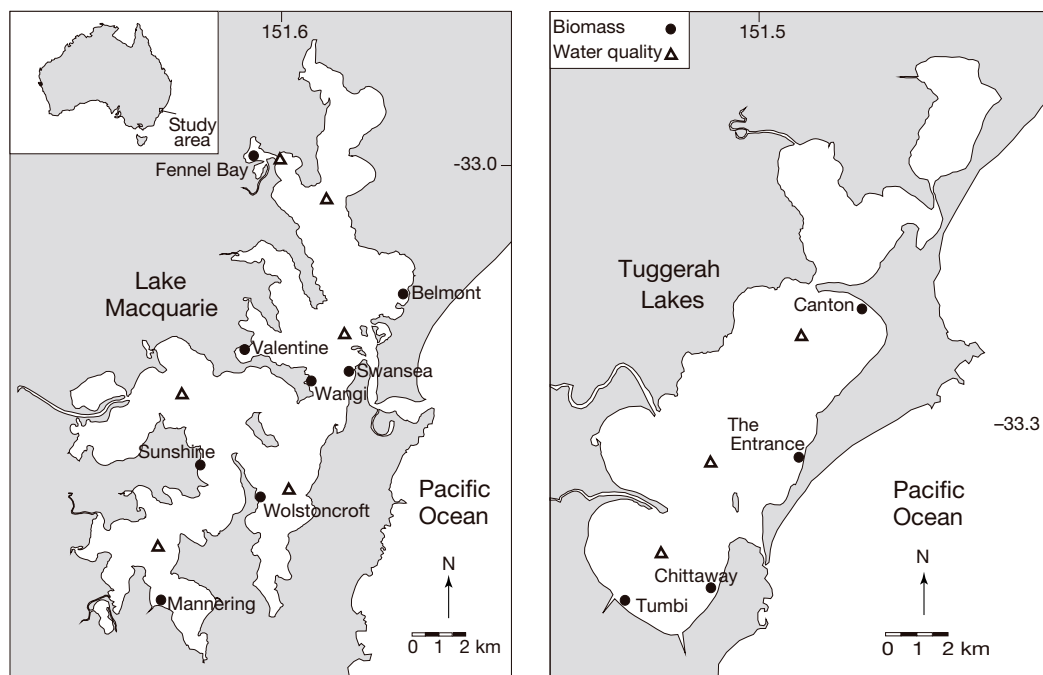 151.6
Study
area
Fennel Bay
-33.0
Lake
Macquarie
Belmont
Valentine
Swansea
Wangi
Sunshine
Wolstoncroft
Pacific
Ocean
N
Mannering
0 1 2 km
Biomass
Water quality
151.5
Tuggerah
Lakes
Canton
The
Entrance
–33.3
Pacific
Ocean
N
Chittaway
Tumbi
0 1 2 km